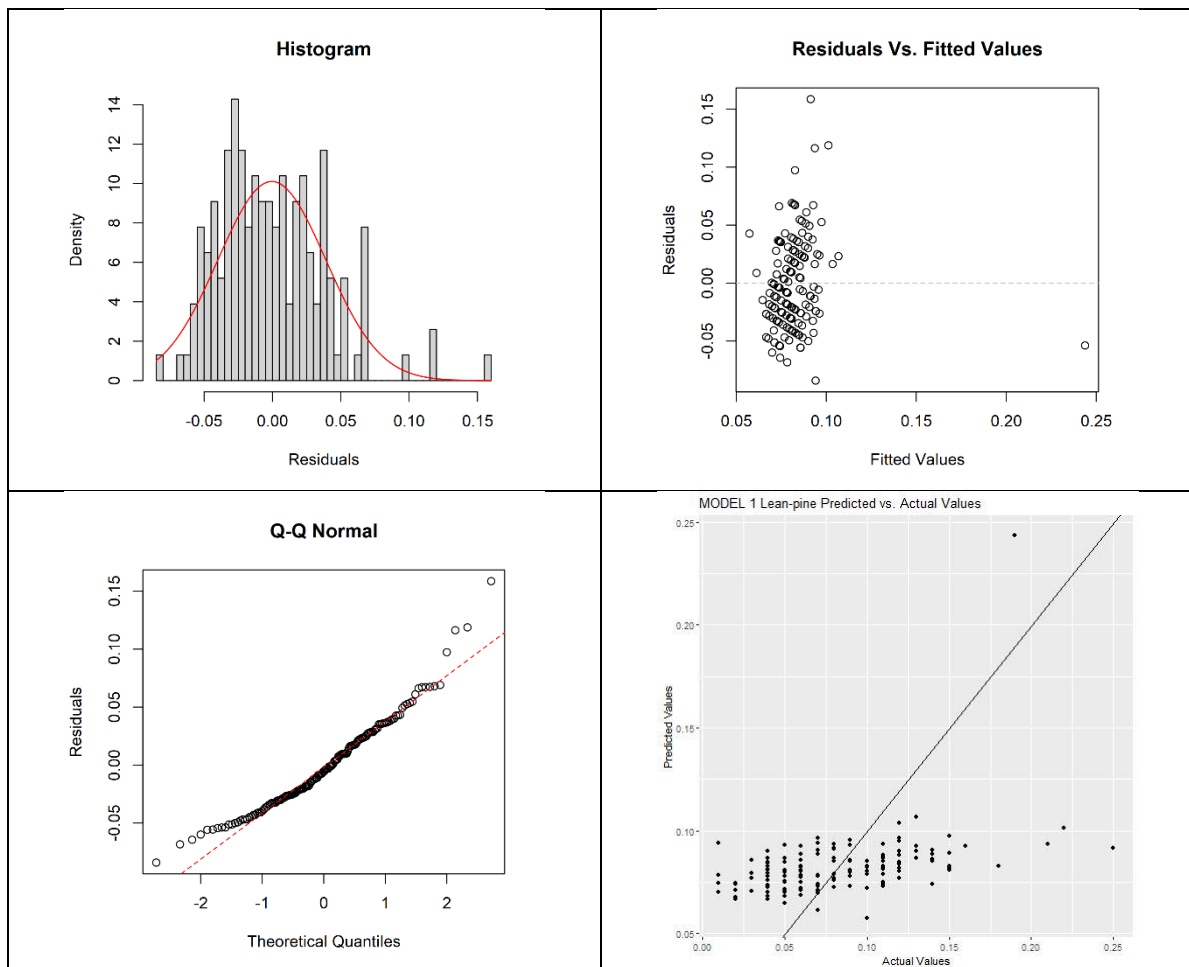 Histogram
Density
14
12
10
8
6
4
2
0
-0.05 0.00 0.05 0.10 0.15
Residuals
Residuals Vs. Fitted Values
Residuals
0.15
0.10
0.05
0.00
-0.05
0.05 0.10 0.15 0.20 0.25
Fitted Values
Q-Q Normal
Residuals
0.15
0.10
0.05
0.00
-0.05
-2 -1 0 1 2
Theoretical Quantiles
MODEL 1 Lean-pine Predicted vs. Actual Values
Predicted Values
0.25
0.20
0.15
0.10
0.05
0.00 0.05 0.10 0.15 0.20 0.25
Actual Values